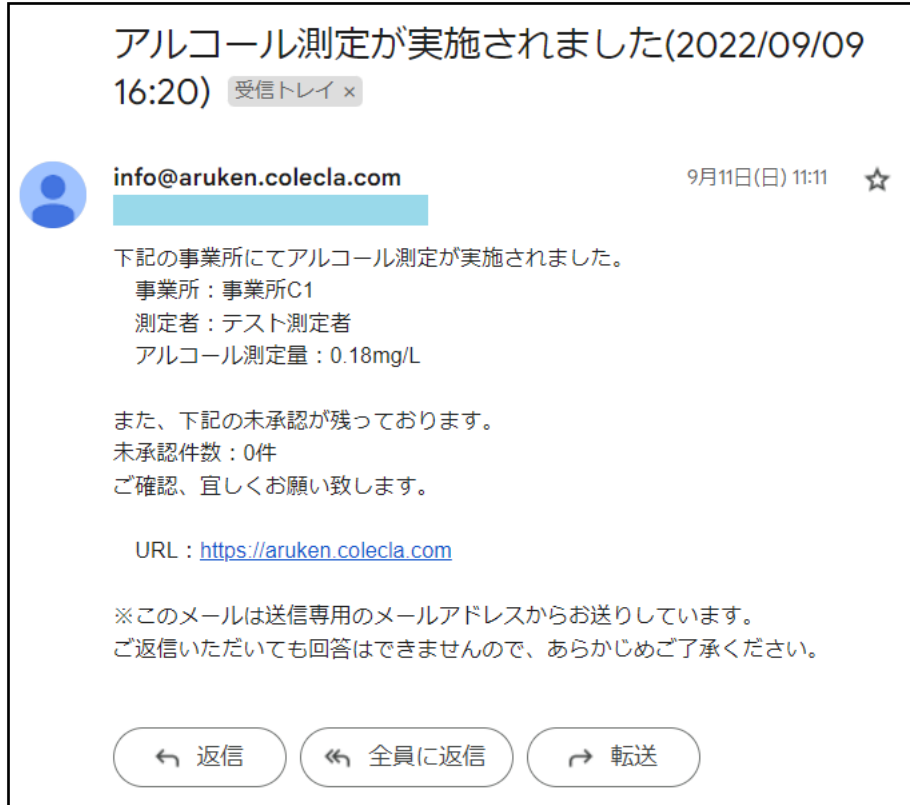 アルコール測定が実施されました(2022/09/09
16:20) 受信トレイ ×
info@aruken.colecla.com 9月11日(日) 11:11
下記の事業所にてアルコール測定が実施されました。
事業所：事業所C1
測定者：テスト測定者
アルコール測定量：0.18mg/L
また、下記の未承認が残っております。
未承認件数：0件
ご確認、宜しくお願い致します。
URL：https://aruken.colecla.com
※このメールは送信専用のメールアドレスからお送りしています。
ご返信いただいても回答はできませんので、あらかじめご了承ください。
返信 全員に返信 転送